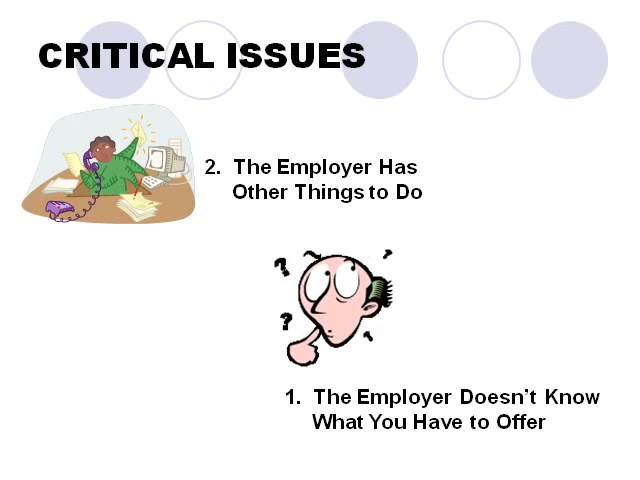 CRITICAL ISSUES
2. The Employer Has
Other Things to Do
? ? ? ?
1. The Employer Doesn't Know
What You Have to Offer